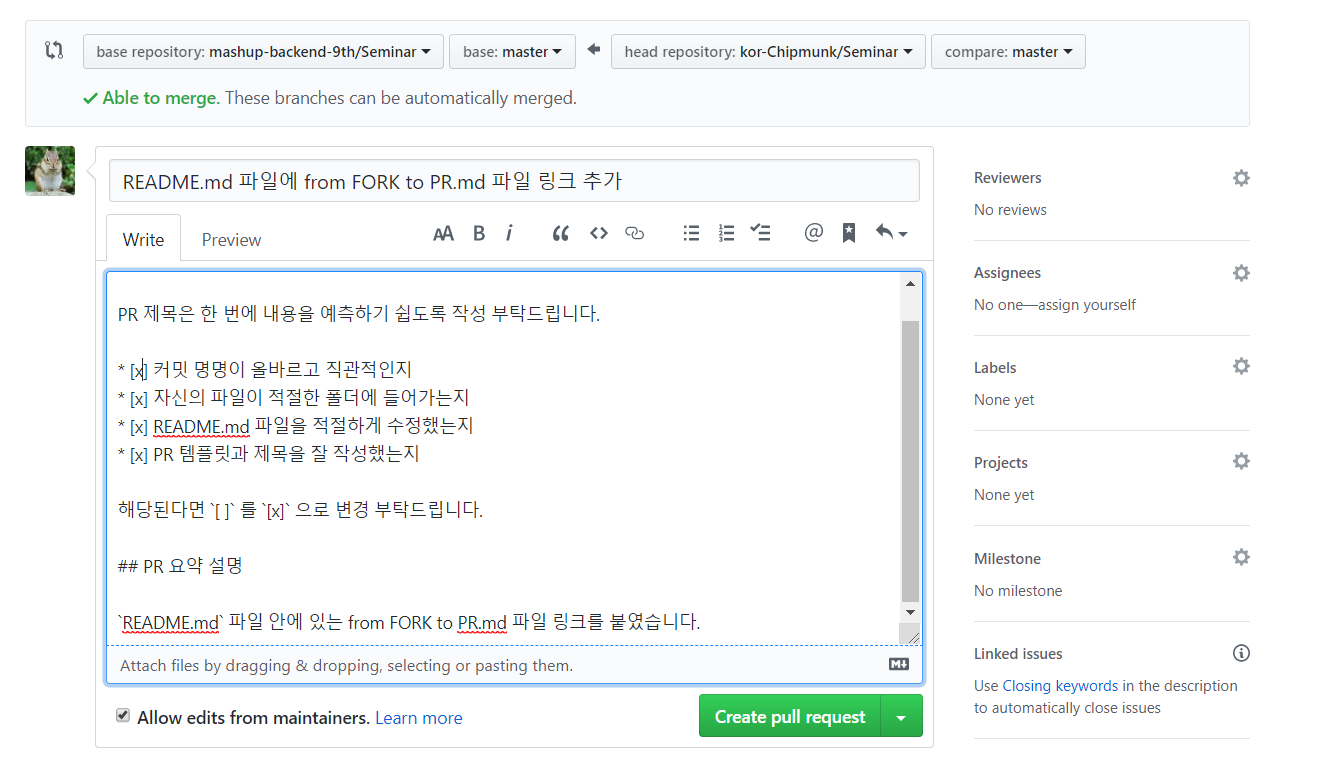 base repository: mashup-backend-9th/Seminar base: master head repository: kor-Chipmunk/Seminar compare: master
Able to merge. These branches can be automatically merged.
README.md 파일에 from FORK to PR.md 파일 링크 추가
Write Preview
AA B i
PR 제목은 한 번에 내용을 예측하기 쉽도록 작성 부탁드립니다.
* [x] 커밋 명명이 올바르고 직관적인지
* [x] 자신의 파일이 적절한 폴더에 들어가는지
* [x] README.md 파일을 적절하게 수정했는지
* [x] PR 템플릿과 제목을 잘 작성했는지
해당된다면 `[ ]` 를 `[x]` 으로 변경 부탁드립니다.
## PR 요약 설명
`README.md` 파일 안에 있는 from FORK to PR.md 파일 링크를 붙였습니다.
Attach files by dragging & dropping, selecting or pasting them.
Allow edits from maintainers. Learn more
Create pull request
Reviewers
No reviews
Assignees
No one—assign yourself
Labels
None yet
Projects
None yet
Milestone
No milestone
Linked issues
Use Closing keywords in the description
to automatically close issues